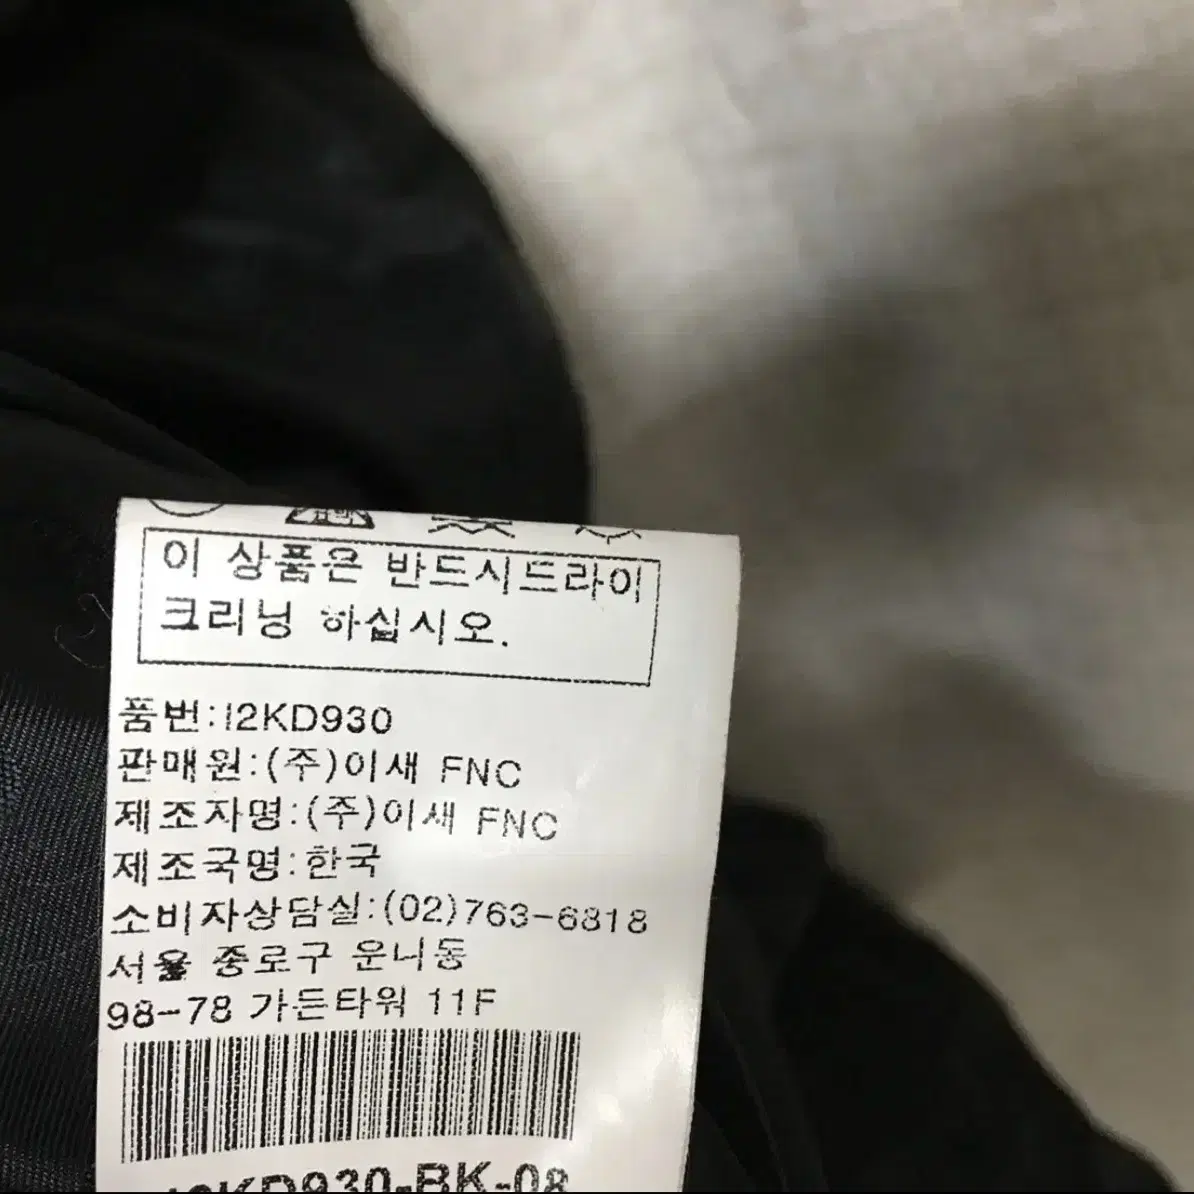 이 상품은 반드시드라이
크리닝 하십시오.
품번:I2KD930
판매원:(주)이새 FNC
제조자명:(주)이새 FNC
제조국명:한국
소비자상담실:(02)763-6818
서울 종로구 운니동
98-78 가든타워 11F
I2KD930-BK-08